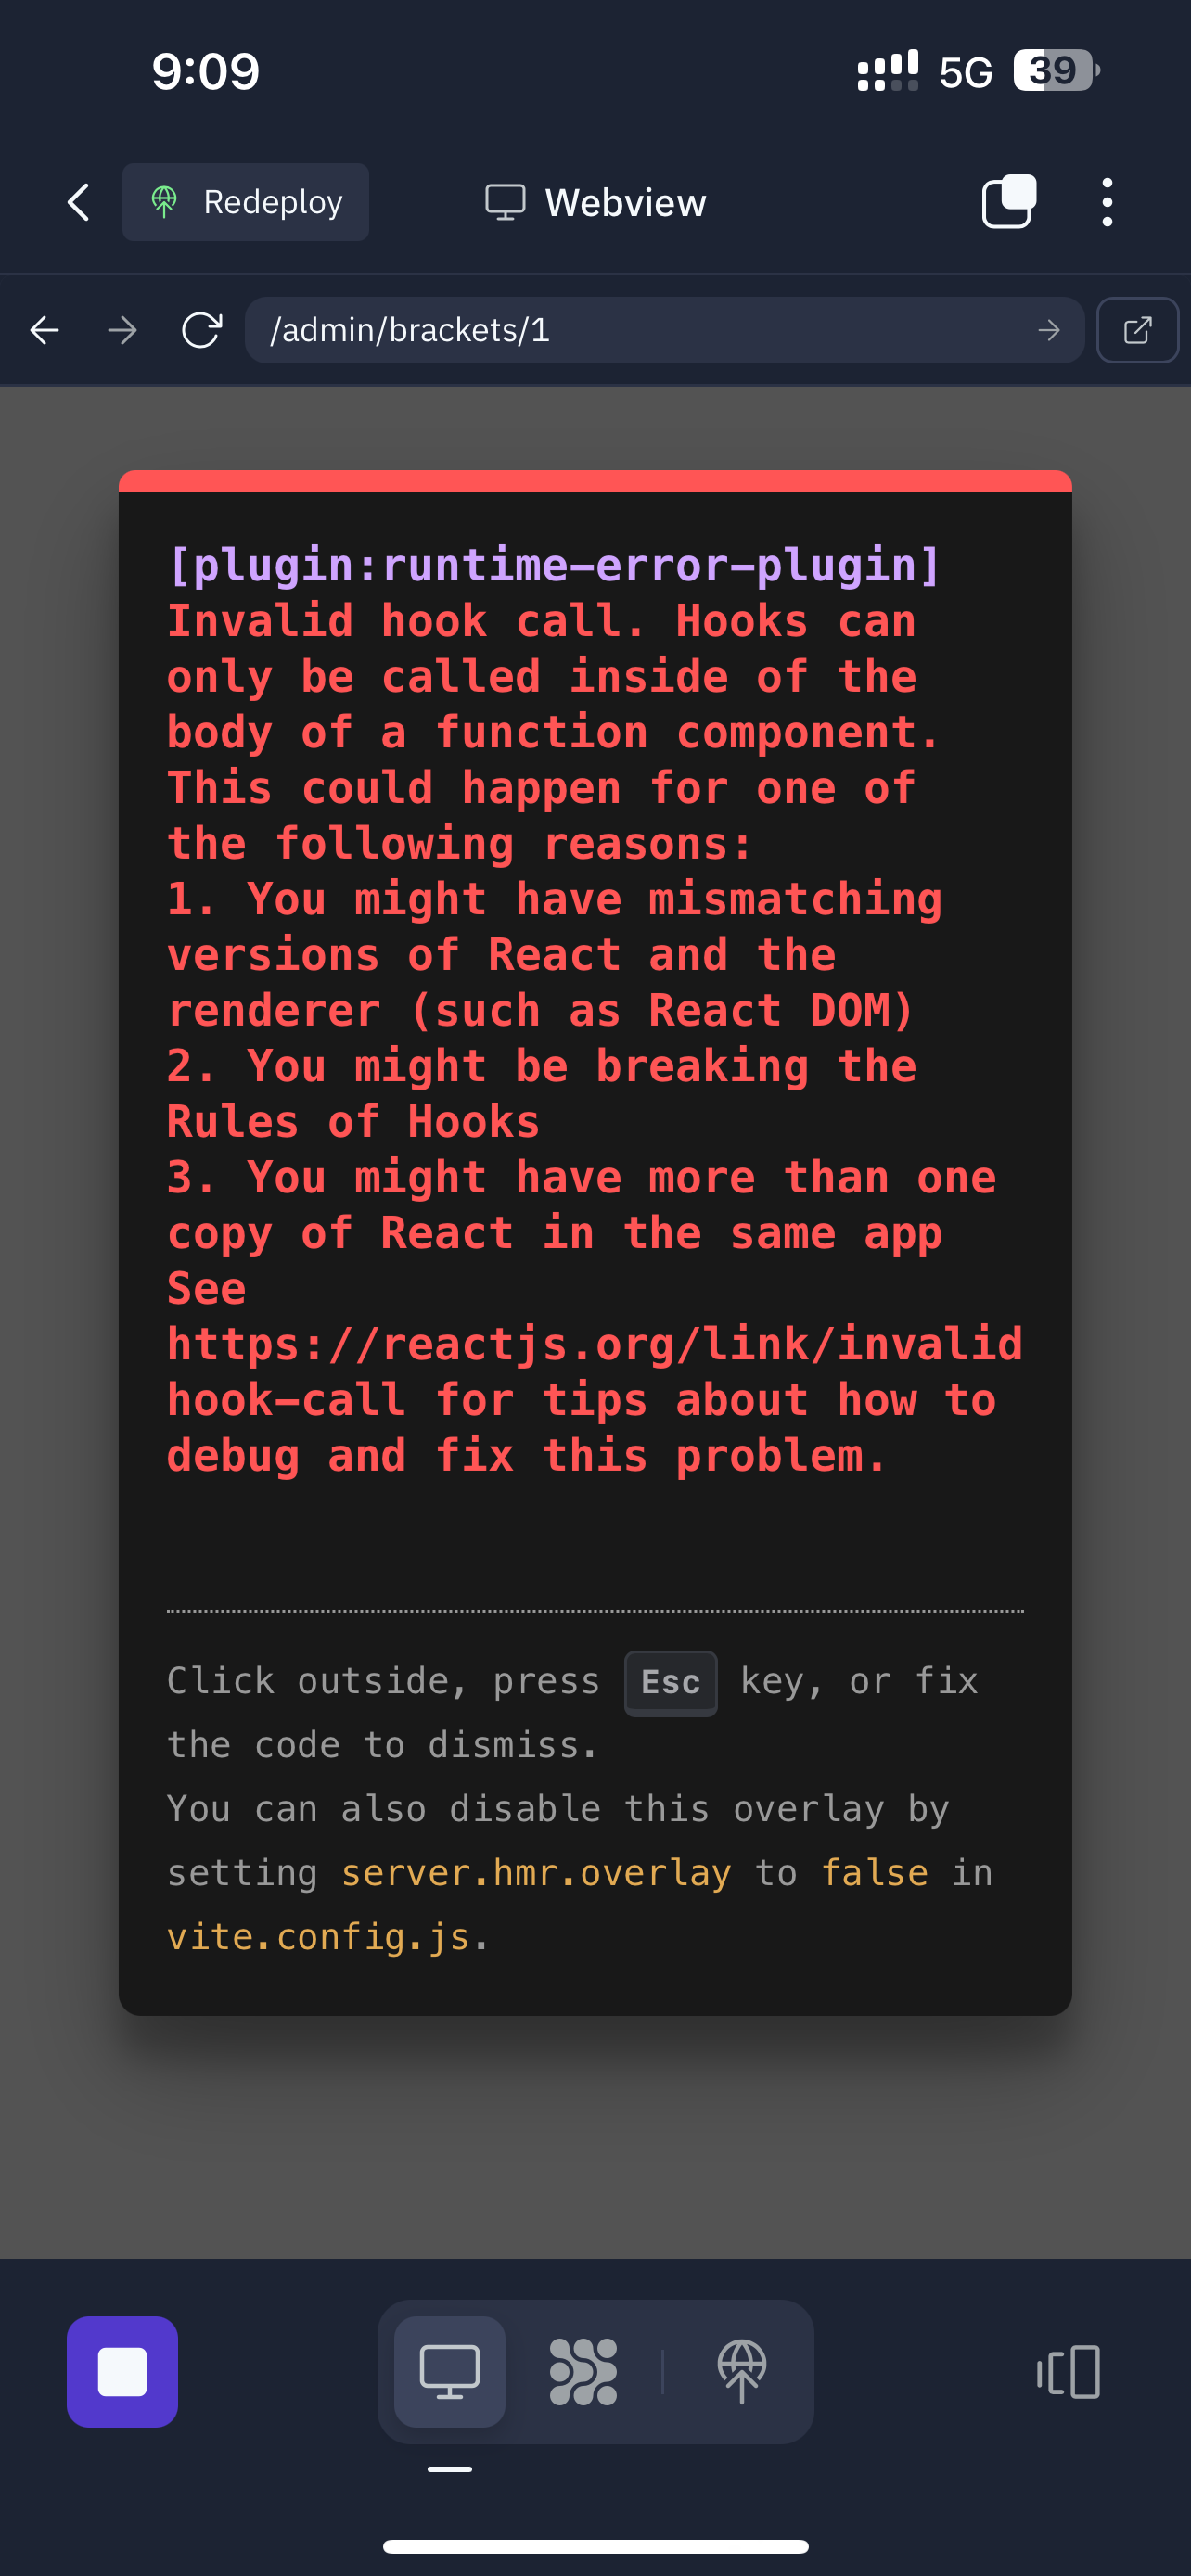 9:09
5G
39
Redeploy
Webview
/admin/brackets/1
[plugin:runtime-error-plugin]
Invalid hook call. Hooks can
only be called inside of the
body of a function component.
This could happen for one of
the following reasons:
1. You might have mismatching
versions of React and the
renderer (such as React DOM)
2. You might be breaking the
Rules of Hooks
3. You might have more than one
copy of React in the same app
See
https://reactjs.org/link/invalid
hook-call for tips about how to
debug and fix this problem.
Click outside, press Esc key, or fix
the code to dismiss.
You can also disable this overlay by
setting server.hmr.overlay to false in
vite.config.js.